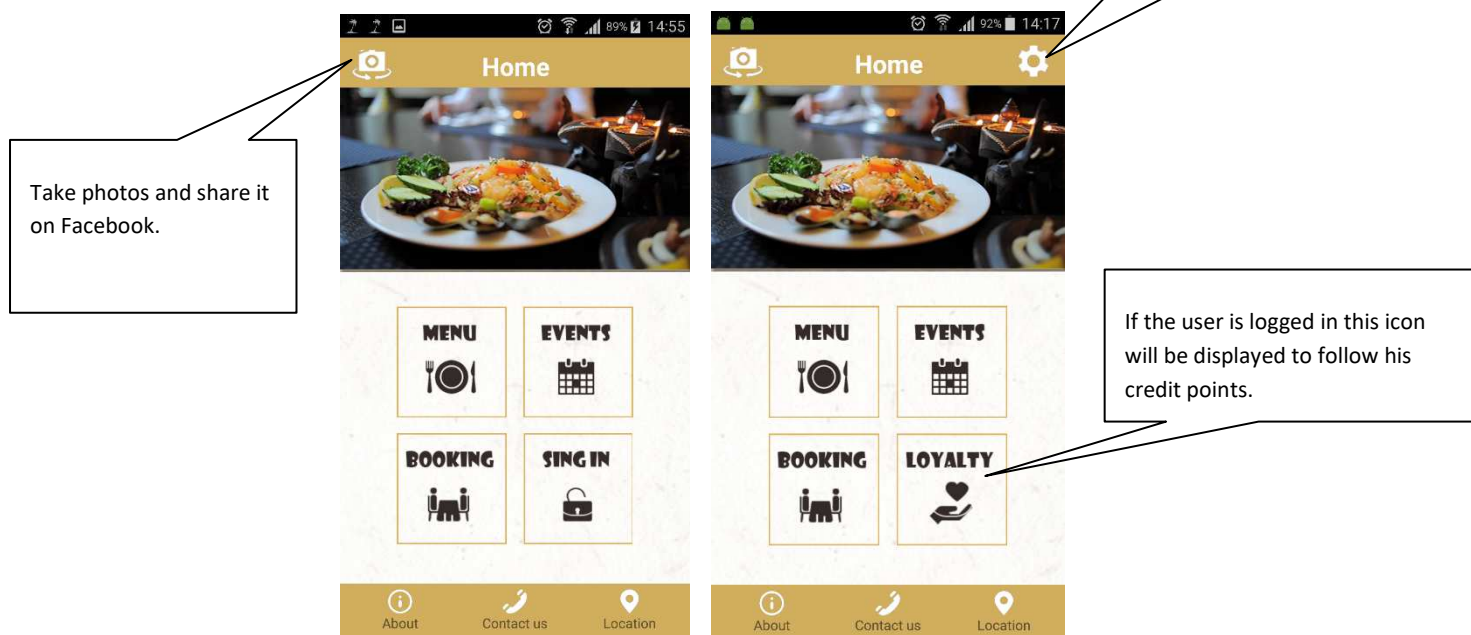 89% 14:55
Home
Take photos and share it
on Facebook.
MENU EVENTS
BOOKING SING IN
About Contact us Location
92% 14:17
Home
MENU EVENTS
BOOKING LOYALTY
About Contact us Location
If the user is logged in this icon
will be displayed to follow his
credit points.